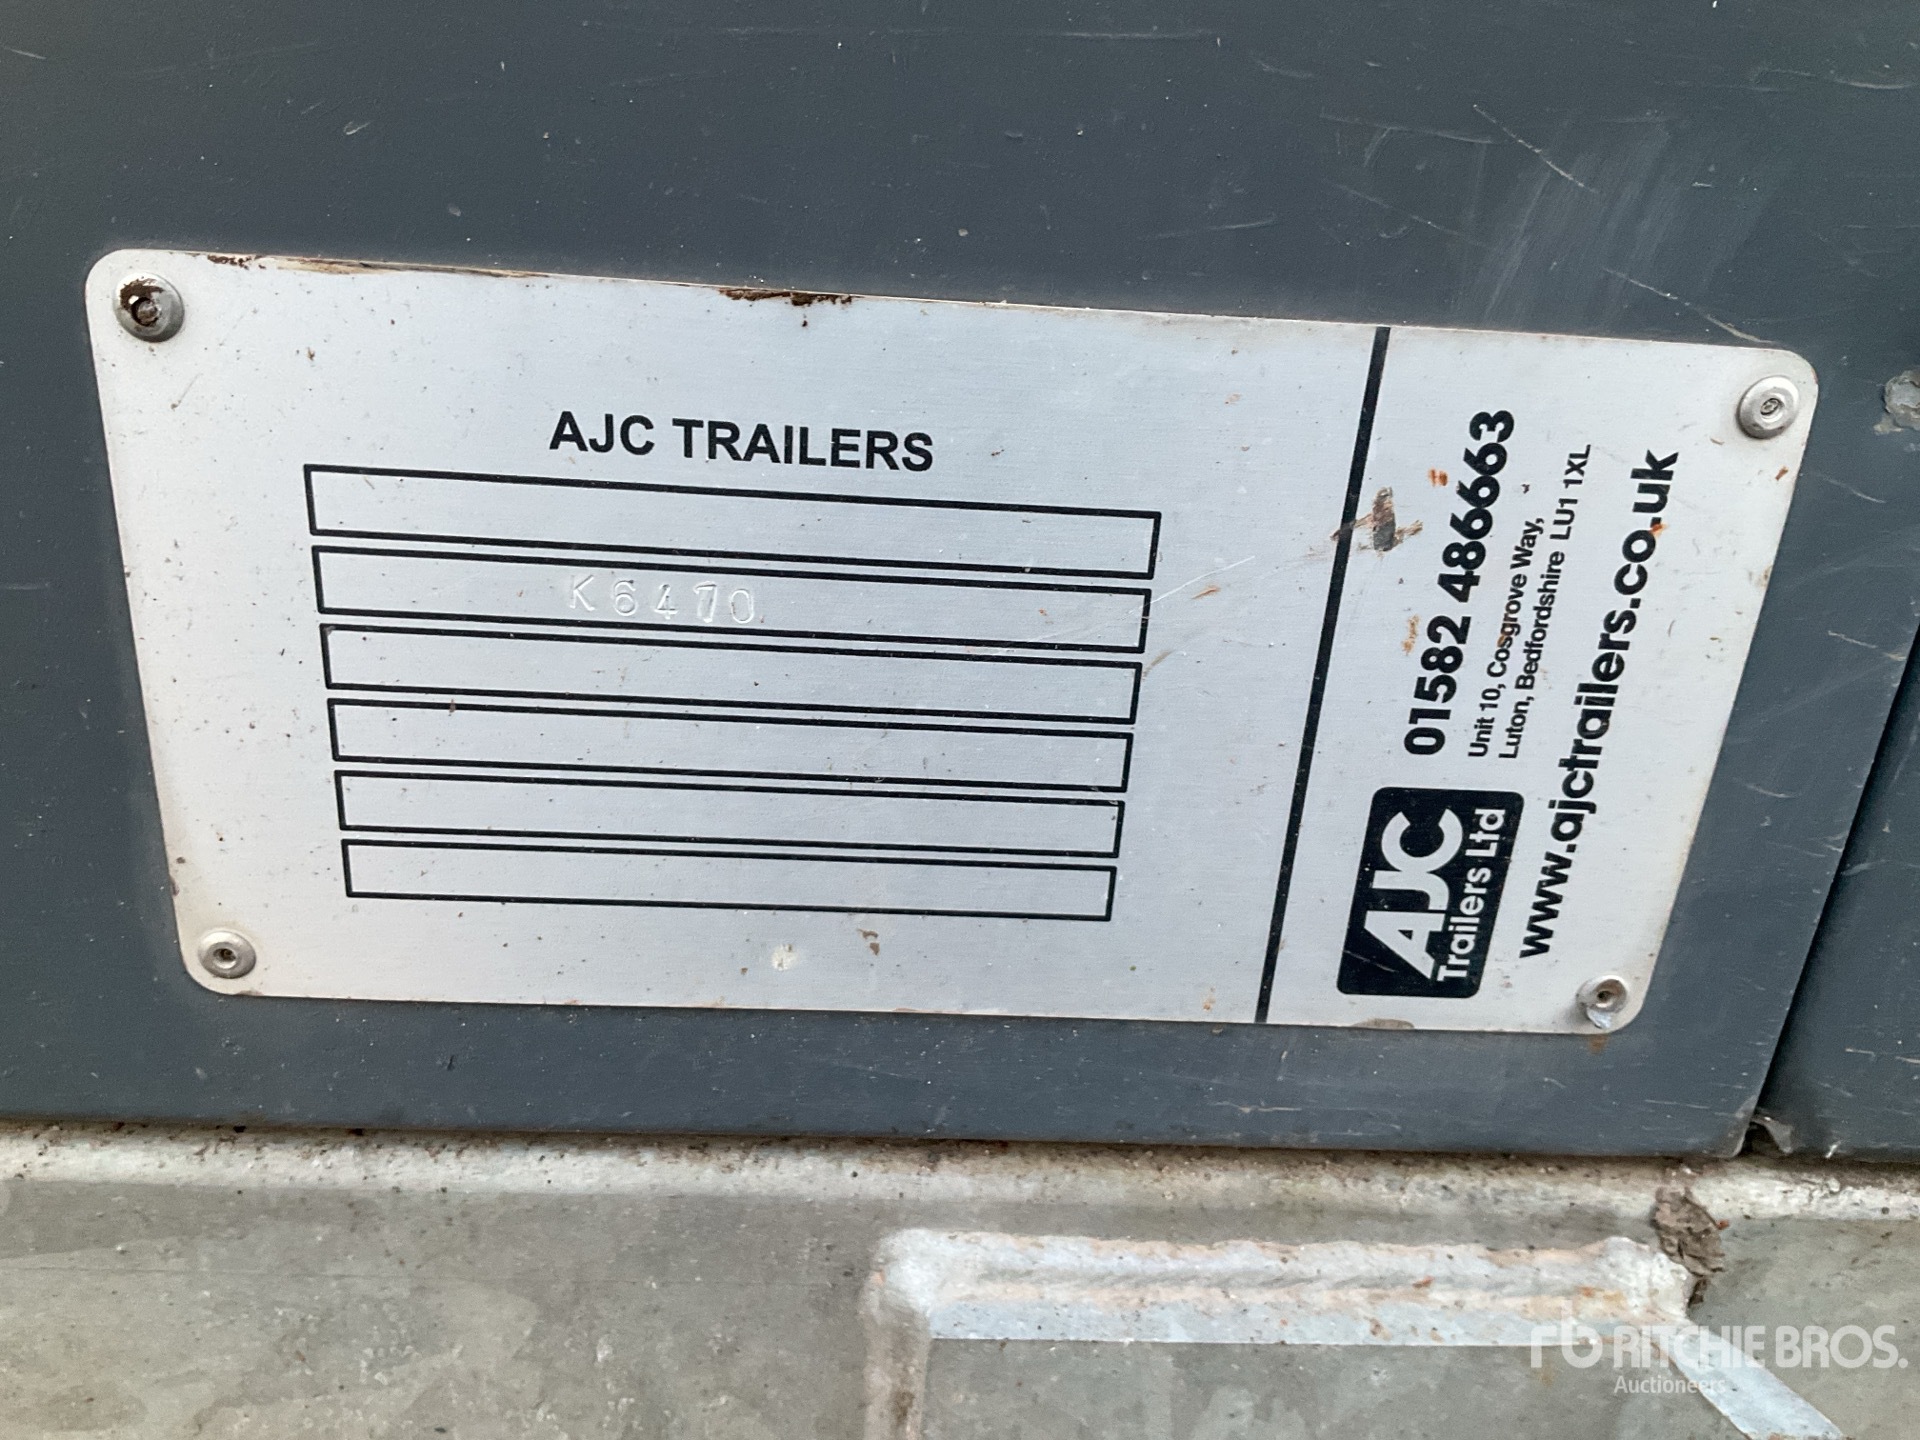 AJC TRAILERS
K6470
01582 486663
Unit 10, Cosgrove Way,
Luton, Bedfordshire LU1 1XL
www.ajctrailers.co.uk
AJC
Trailers Ltd
rb RITCHIE BROS.
Auctioneers